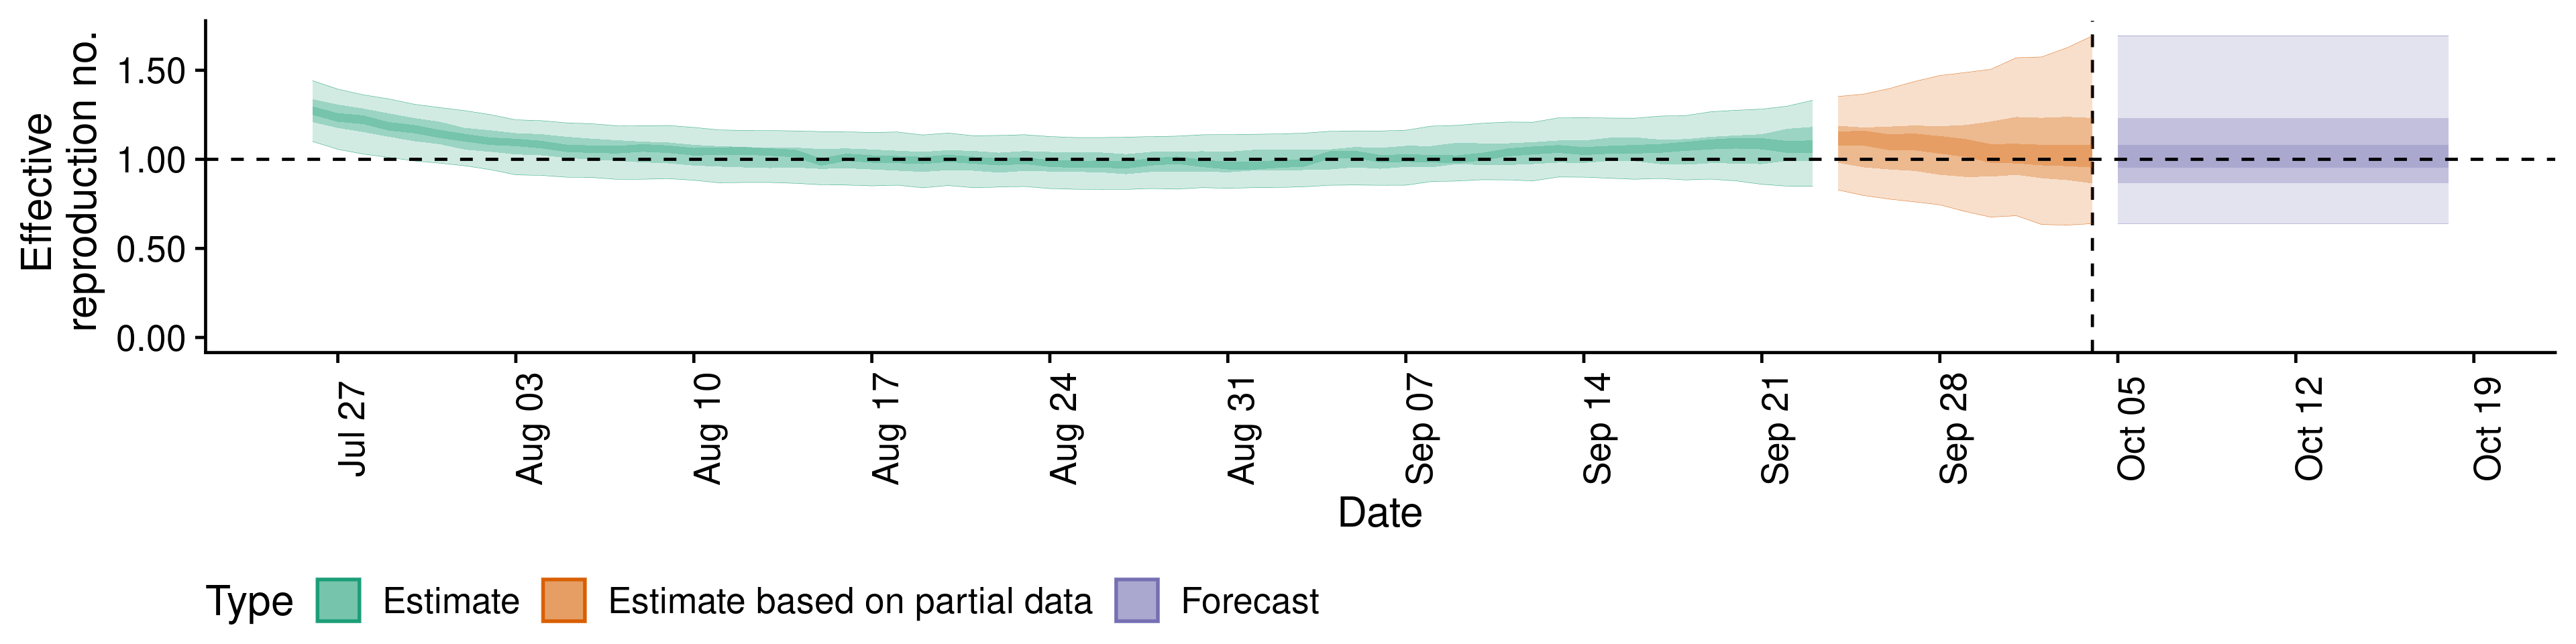 Effective
reproduction no.
1.50
1.00
0.50
0.00
Jul 27
Aug 03
Aug 10
Aug 17
Aug 24
Aug 31
Sep 07
Sep 14
Sep 21
Sep 28
Oct 05
Oct 12
Oct 19
Date
Type Estimate Estimate based on partial data Forecast